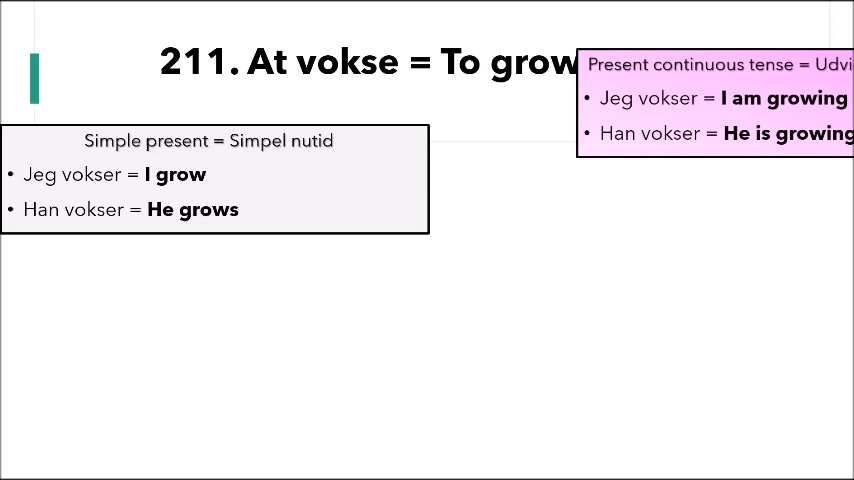 211. At vokse = To grow
Present continuous tense = Udvi
• Jeg vokser = I am growing
• Han vokser = He is growing
Simple present = Simpel nutid
• Jeg vokser = I grow
• Han vokser = He grows